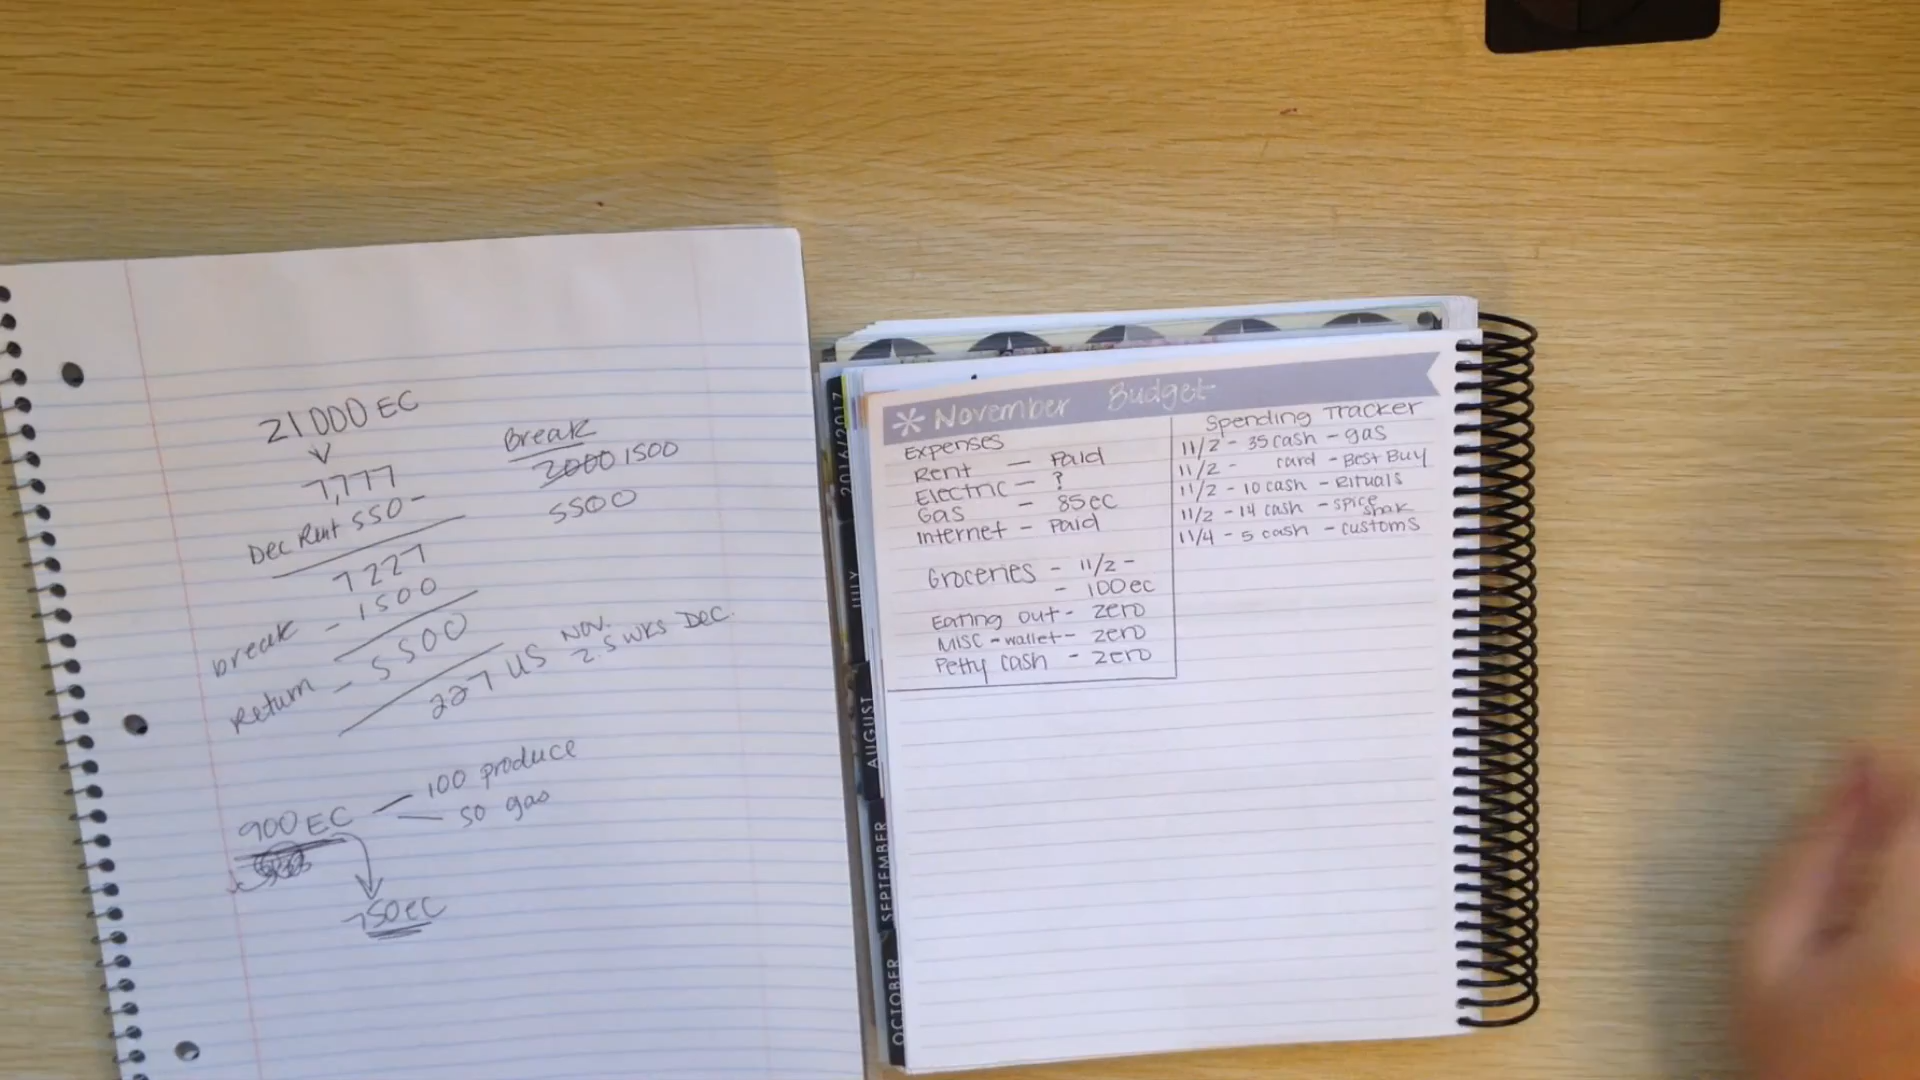 21000 EC
7,777
Dec Rent 550 -
7227
break - 1500
return - 5500
227 US NOV.
2.5 WKS DEC.
Break
2000 1500
5500
900 EC - 100 produce
- 50 gas
750 EC
2016/2017
JULY
AUGUST
SEPTEMBER
OCTOBER
* November Budget
Expenses
Rent - Paid
Electric - ?
Gas - 85ec
Internet - Paid
Groceries - 11/2 -
- 100ec
Eating out - zero
Misc - wallet - zero
Petty cash - zero
Spending Tracker
11/2 - 35 cash - gas
11/2 - card - Best Buy
11/2 - 10 cash - Rituals
11/2 - 14 cash - spice shak
11/4 - 5 cash - customs